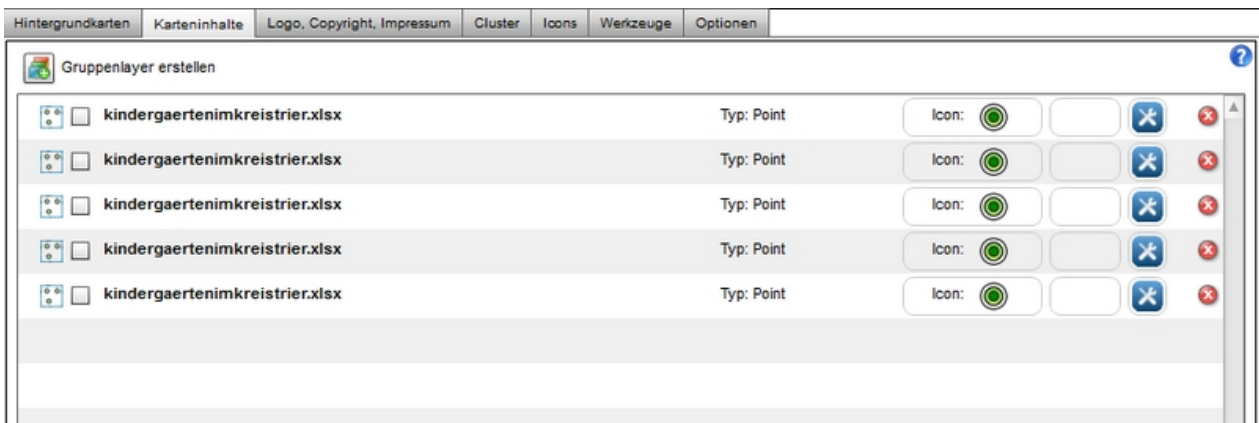 Hintergrundkarten Karteninhalte Logo, Copyright, Impressum Cluster Icons Werkzeuge Optionen
Gruppenlayer erstellen
kindergaertenimkreistrier.xlsx Typ: Point Icon:
kindergaertenimkreistrier.xlsx Typ: Point Icon:
kindergaertenimkreistrier.xlsx Typ: Point Icon:
kindergaertenimkreistrier.xlsx Typ: Point Icon:
kindergaertenimkreistrier.xlsx Typ: Point Icon: